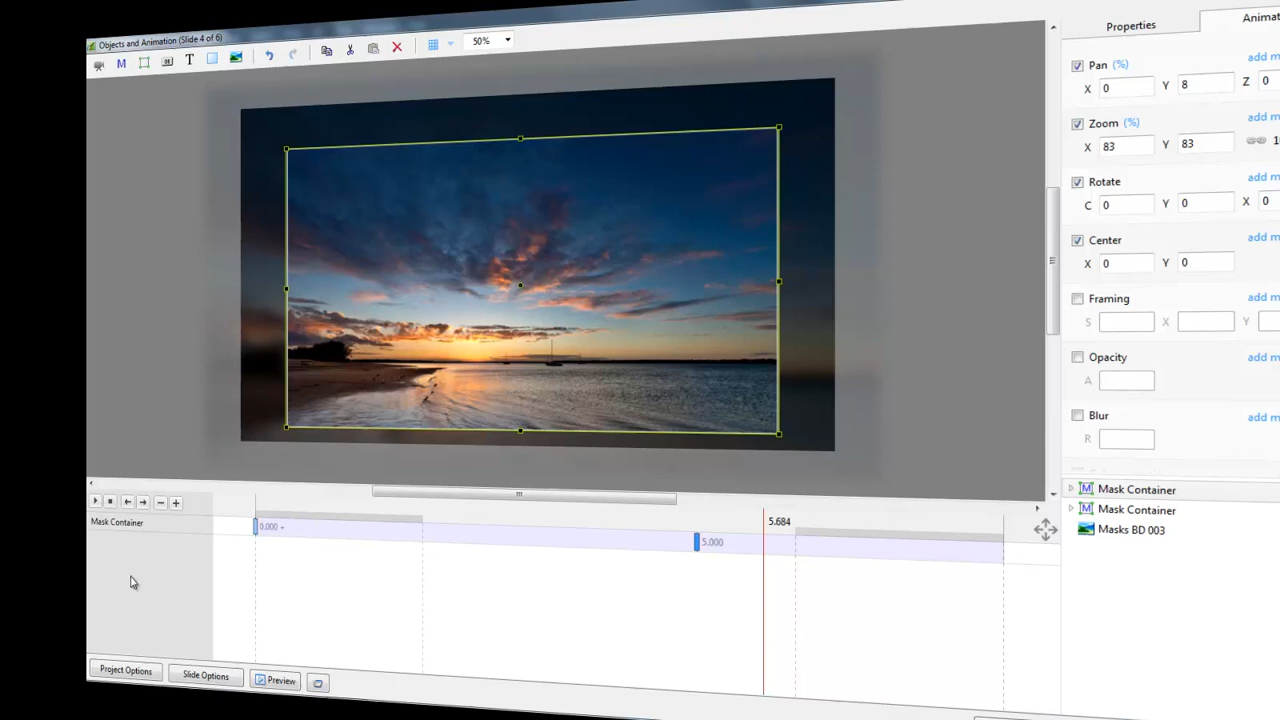 Objects and Animation (Slide 4 of 6)
Properties
M
T
50%
Pan (%)
X 0 Y 8 Z 0
Zoom (%)
add m
X 83 Y 83
Rotate
add m
C 0 Y 0 X 0
Center
add m
X 0 Y 0
Framing
add m
S X Y
Opacity
add m
A
Blur
add m
R
M Mask Container
M Mask Container
Masks BD 003
Mask Container
0.000 +
5.000
5.684
Project Options
Slide Options
Preview